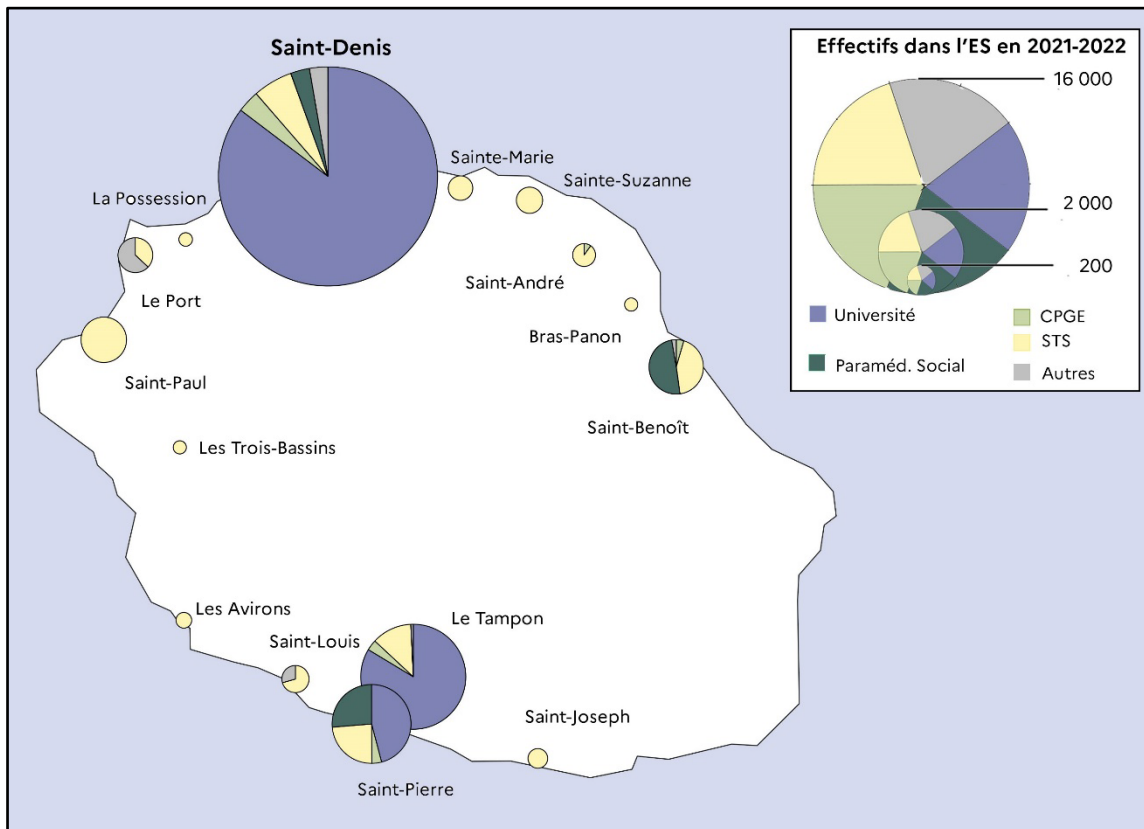 Saint-Denis
Effectifs dans l'ES en 2021-2022
16 000
2 000
200
Université
CPGE
STS
Paraméd. Social
Autres
Sainte-Marie
Sainte-Suzanne
La Possession
Saint-André
Le Port
Bras-Panon
Saint-Paul
Saint-Benoît
Les Trois-Bassins
Les Avirons
Le Tampon
Saint-Louis
Saint-Joseph
Saint-Pierre